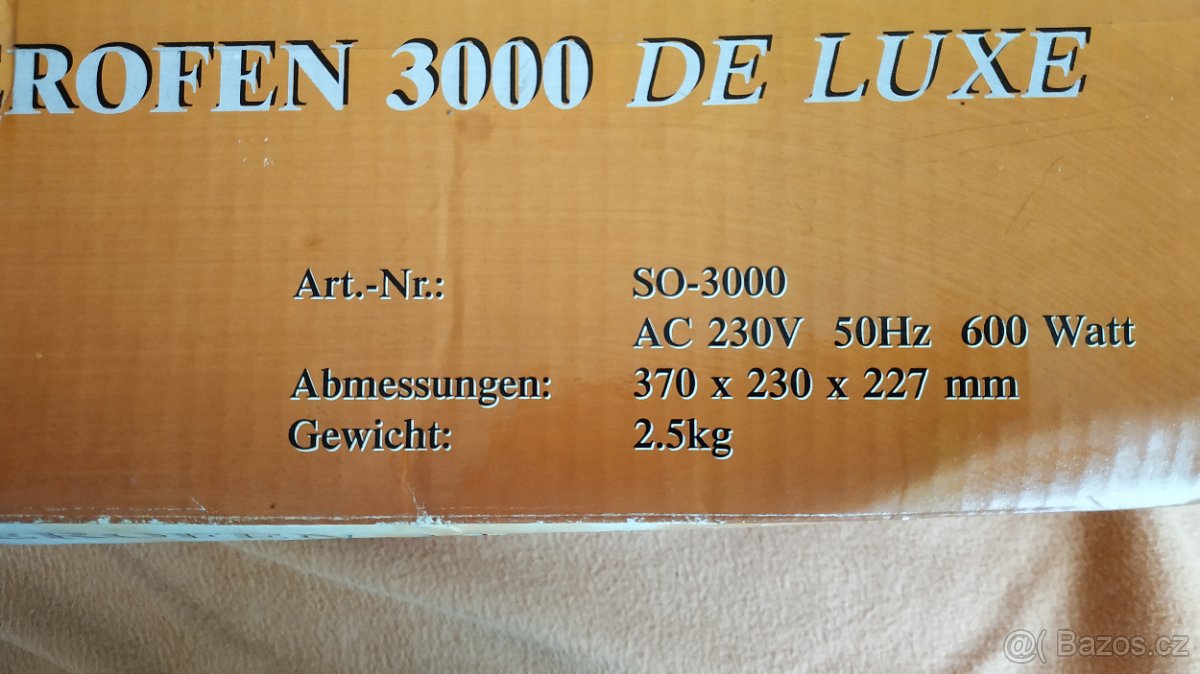 EROFEN 3000 DE LUXE
Art.-Nr.: SO-3000
AC 230V 50Hz 600 Watt
Abmessungen: 370 x 230 x 227 mm
Gewicht: 2.5kg
@( Bazos.cz